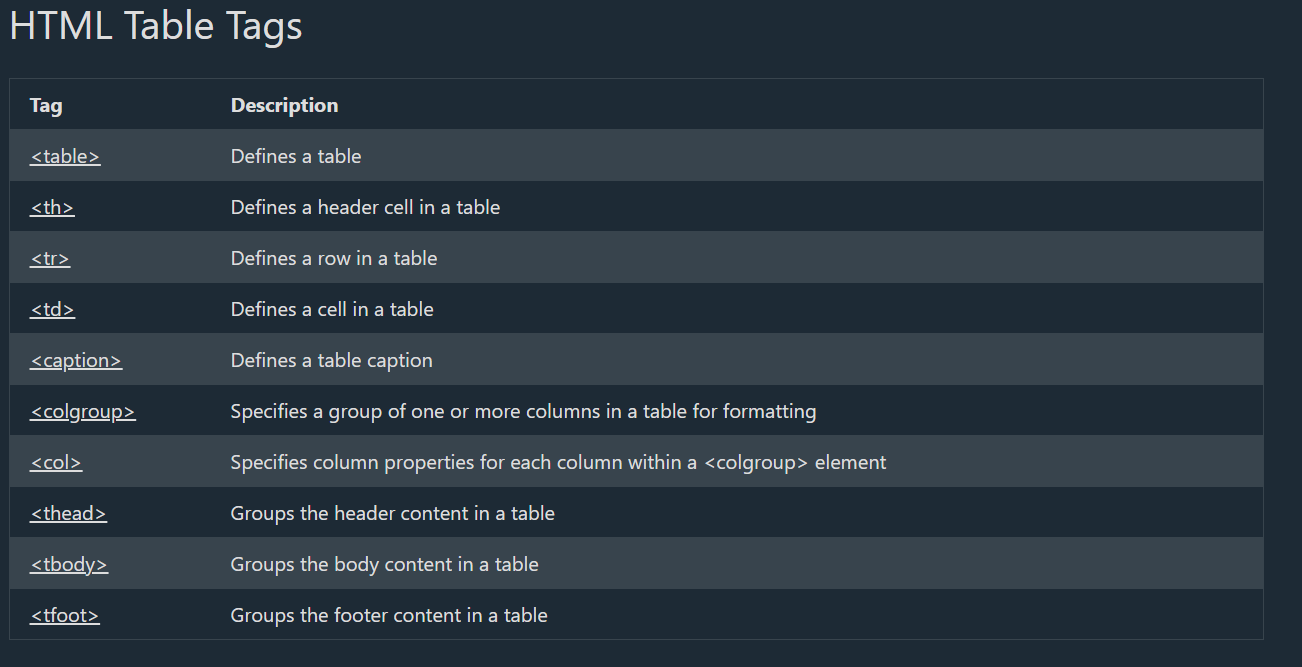 HTML Table Tags
Tag Description
<table> Defines a table
<th> Defines a header cell in a table
<tr> Defines a row in a table
<td> Defines a cell in a table
<caption> Defines a table caption
<colgroup> Specifies a group of one or more columns in a table for formatting
<col> Specifies column properties for each column within a <colgroup> element
<thead> Groups the header content in a table
<tbody> Groups the body content in a table
<tfoot> Groups the footer content in a table